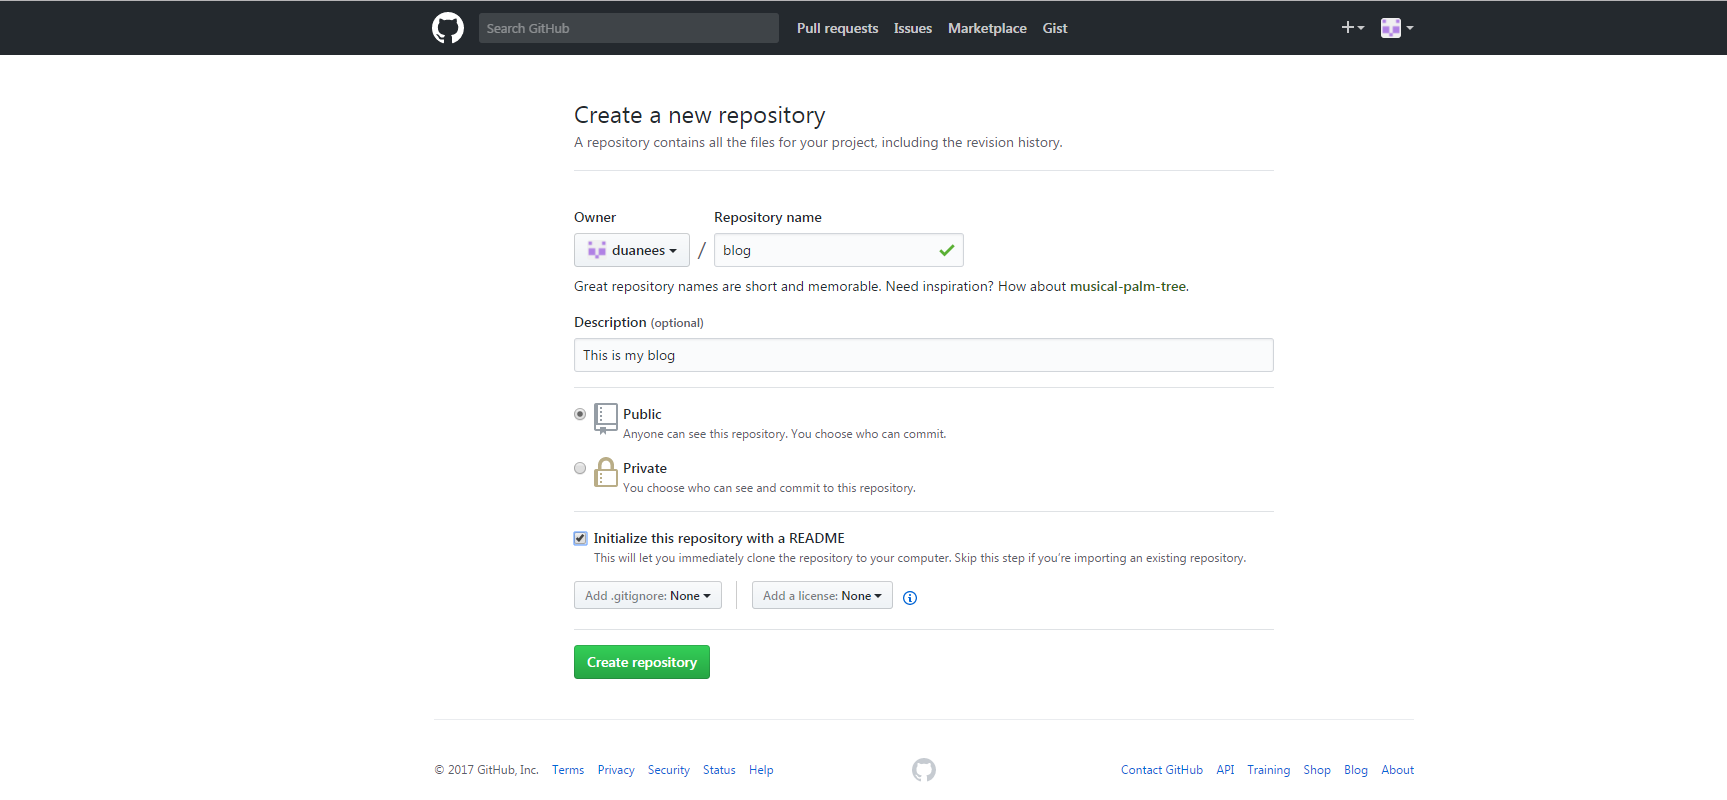 Search GitHub Pull requests Issues Marketplace Gist
Create a new repository
A repository contains all the files for your project, including the revision history.
Owner Repository name
duanees / blog
Great repository names are short and memorable. Need inspiration? How about musical-palm-tree.
Description (optional)
This is my blog
Public
Anyone can see this repository. You choose who can commit.
Private
You choose who can see and commit to this repository.
Initialize this repository with a README
This will let you immediately clone the repository to your computer. Skip this step if you're importing an existing repository.
Add .gitignore: None Add a license: None
Create repository
© 2017 GitHub, Inc. Terms Privacy Security Status Help Contact GitHub API Training Shop Blog About